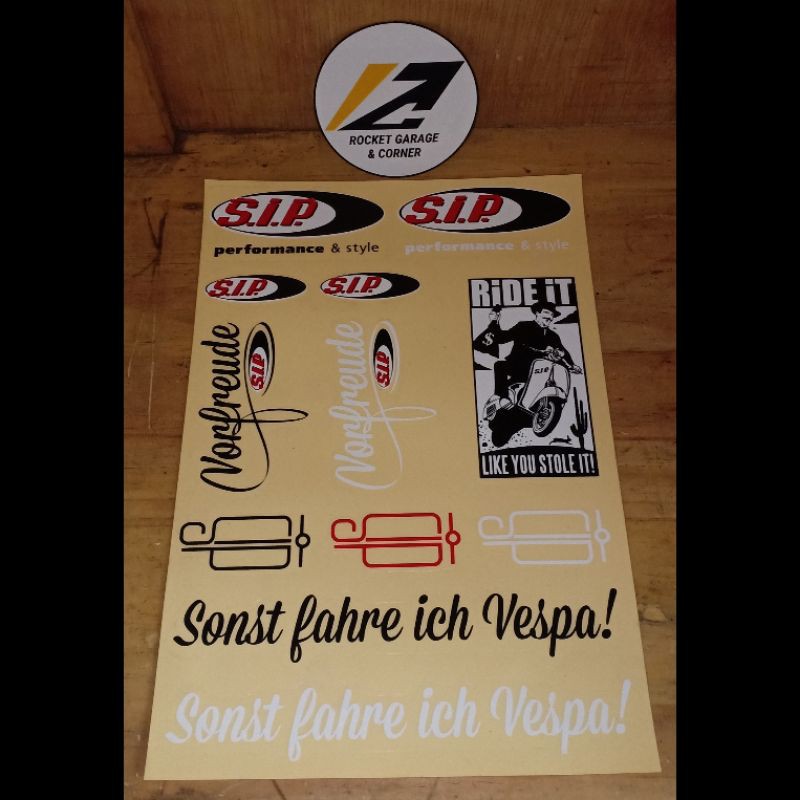 ROCKET GARAGE
& CORNER
S.I.P.
performance & style
S.I.P.
performance & style
S.I.P.
S.I.P.
Vorfreude
S.I.P.
Vorfreude
S.I.P.
RiDE iT
S.I.P
LIKE YOU STOLE IT!
Sonst fahre ich Vespa!
Sonst fahre ich Vespa!